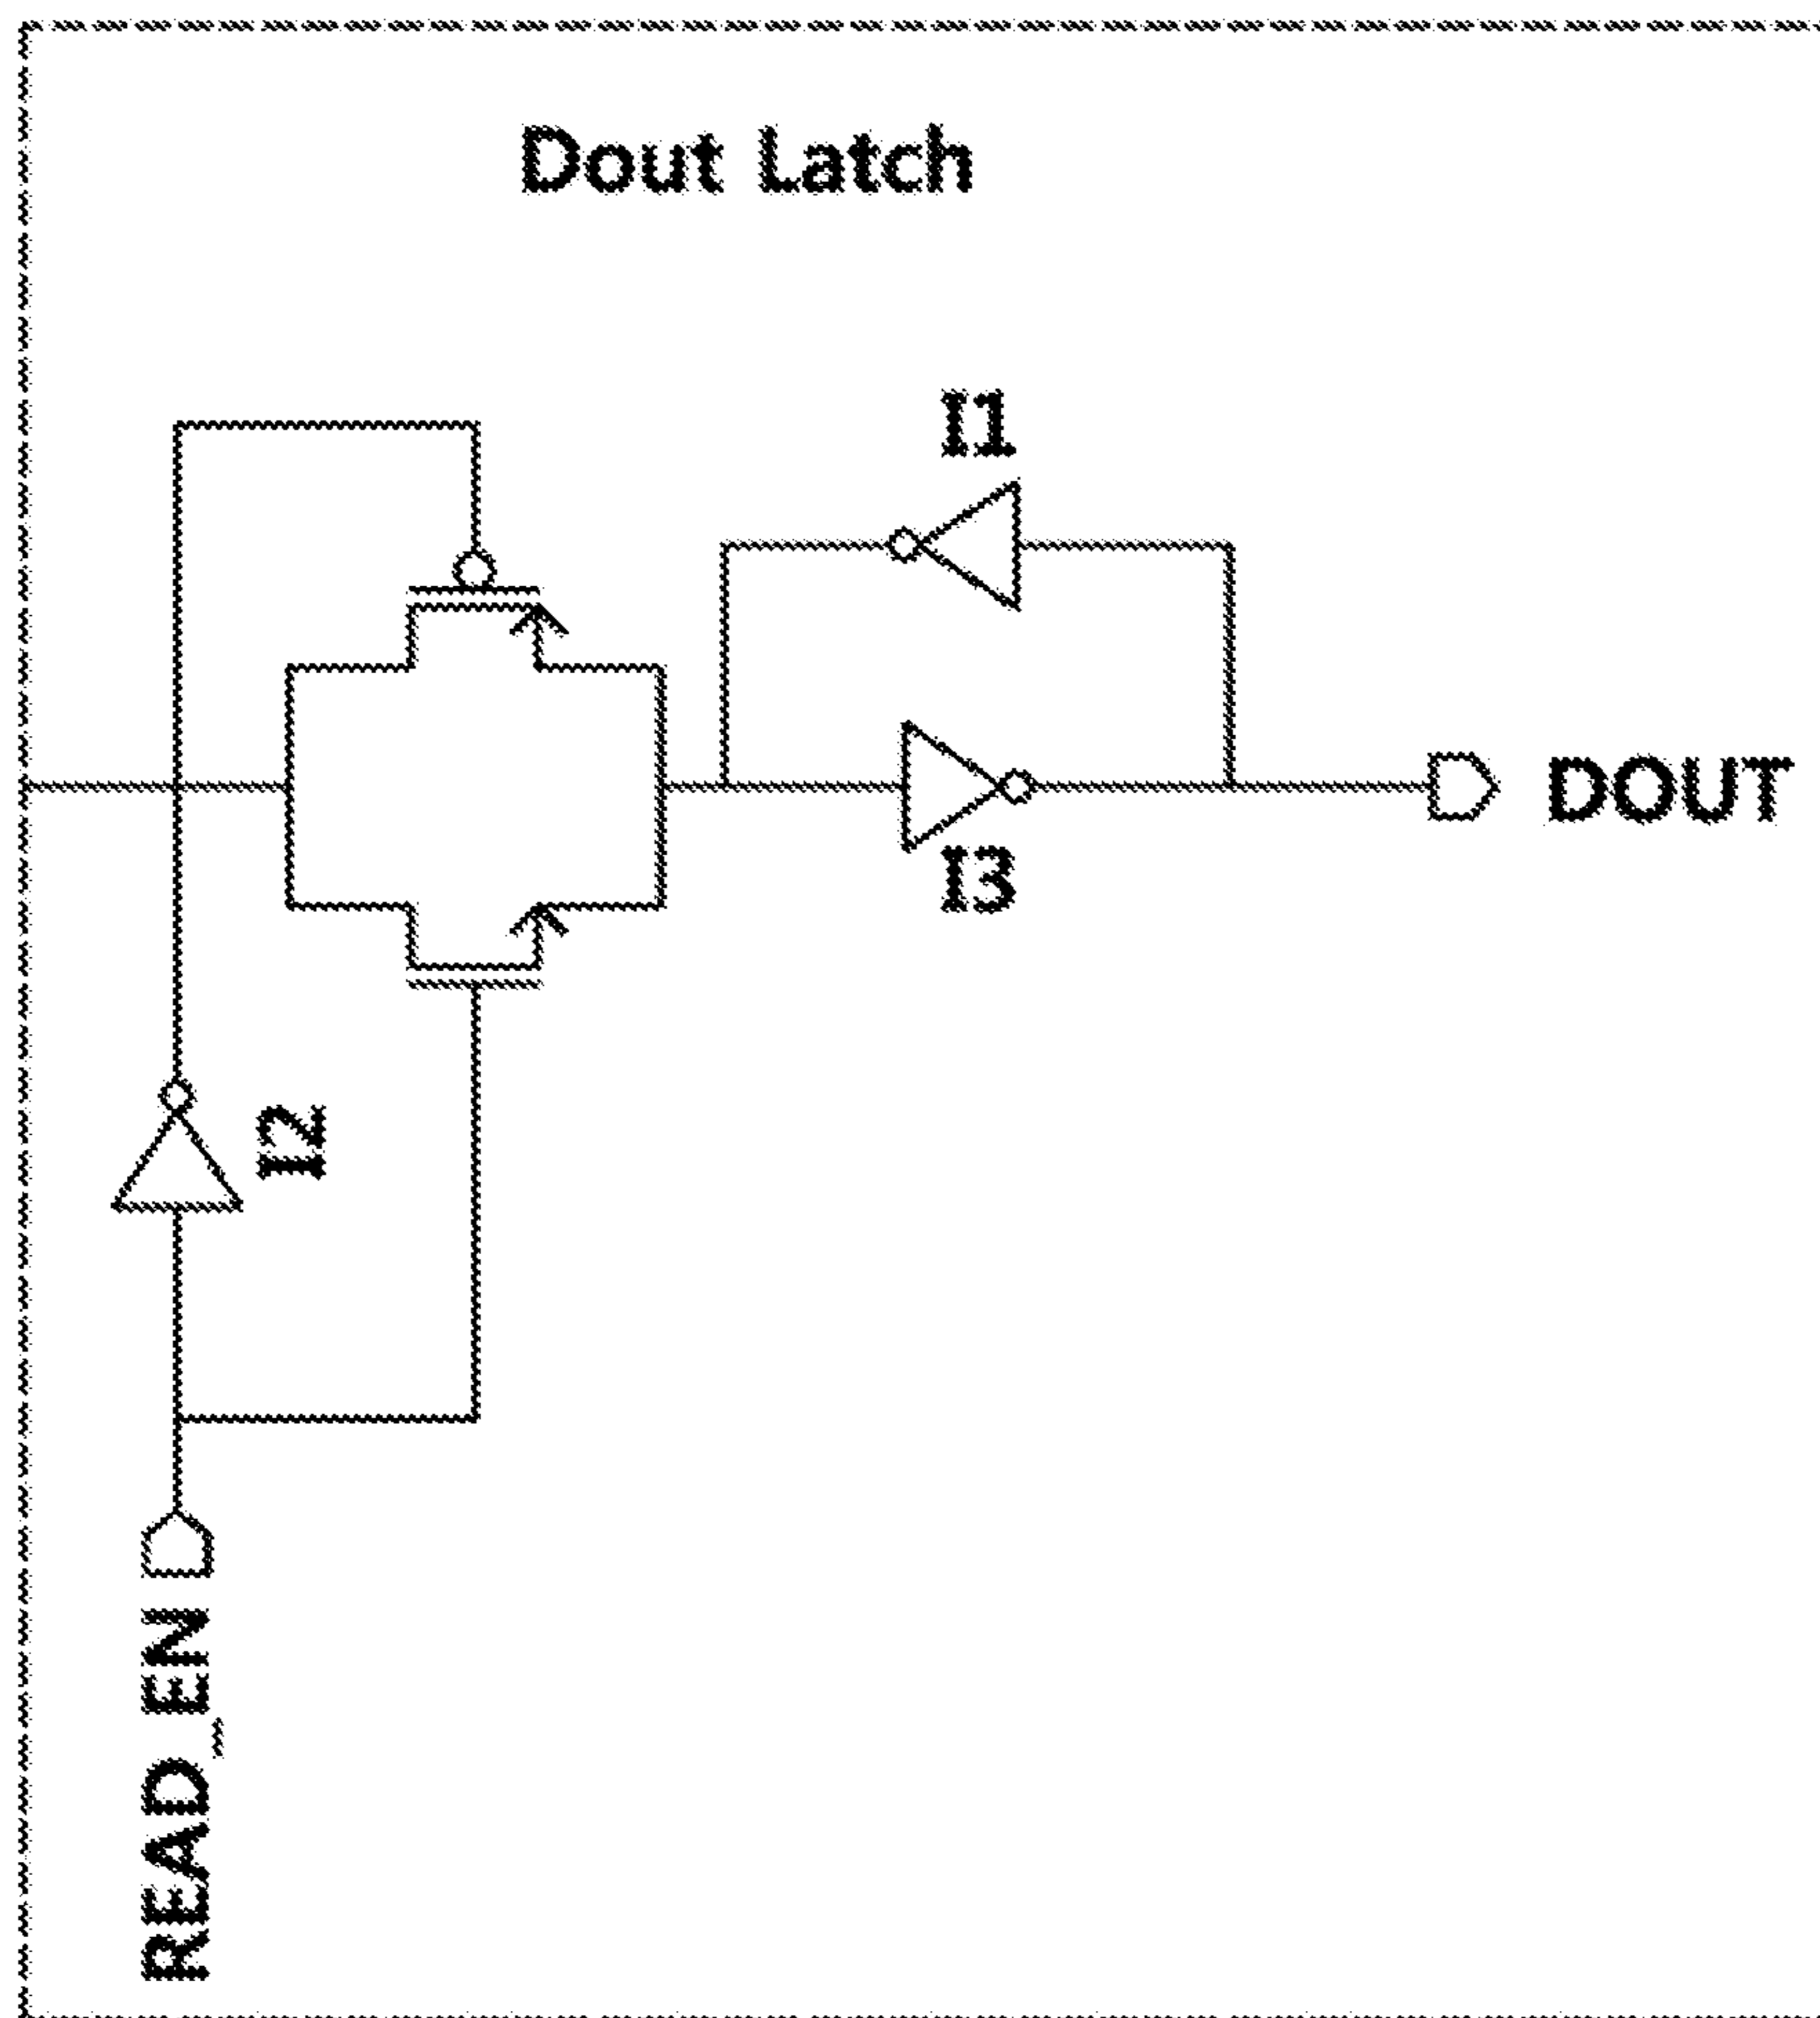 Dout Latch
I1
DOUT
I3
I2
READ_EN